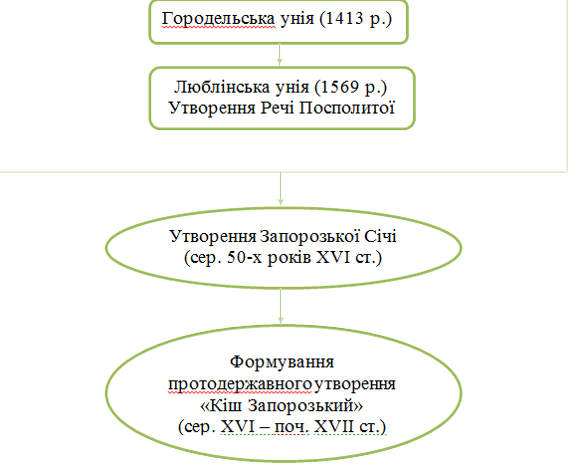 Городельська унія (1413 р.)
Люблінська унія (1569 р.)
Утворення Речі Посполитої
Утворення Запорозької Січі
(сер. 50-х років XVI ст.)
Формування
протодержавного утворення
«Кіш Запорозький»
(сер. XVI – поч. XVII ст.)